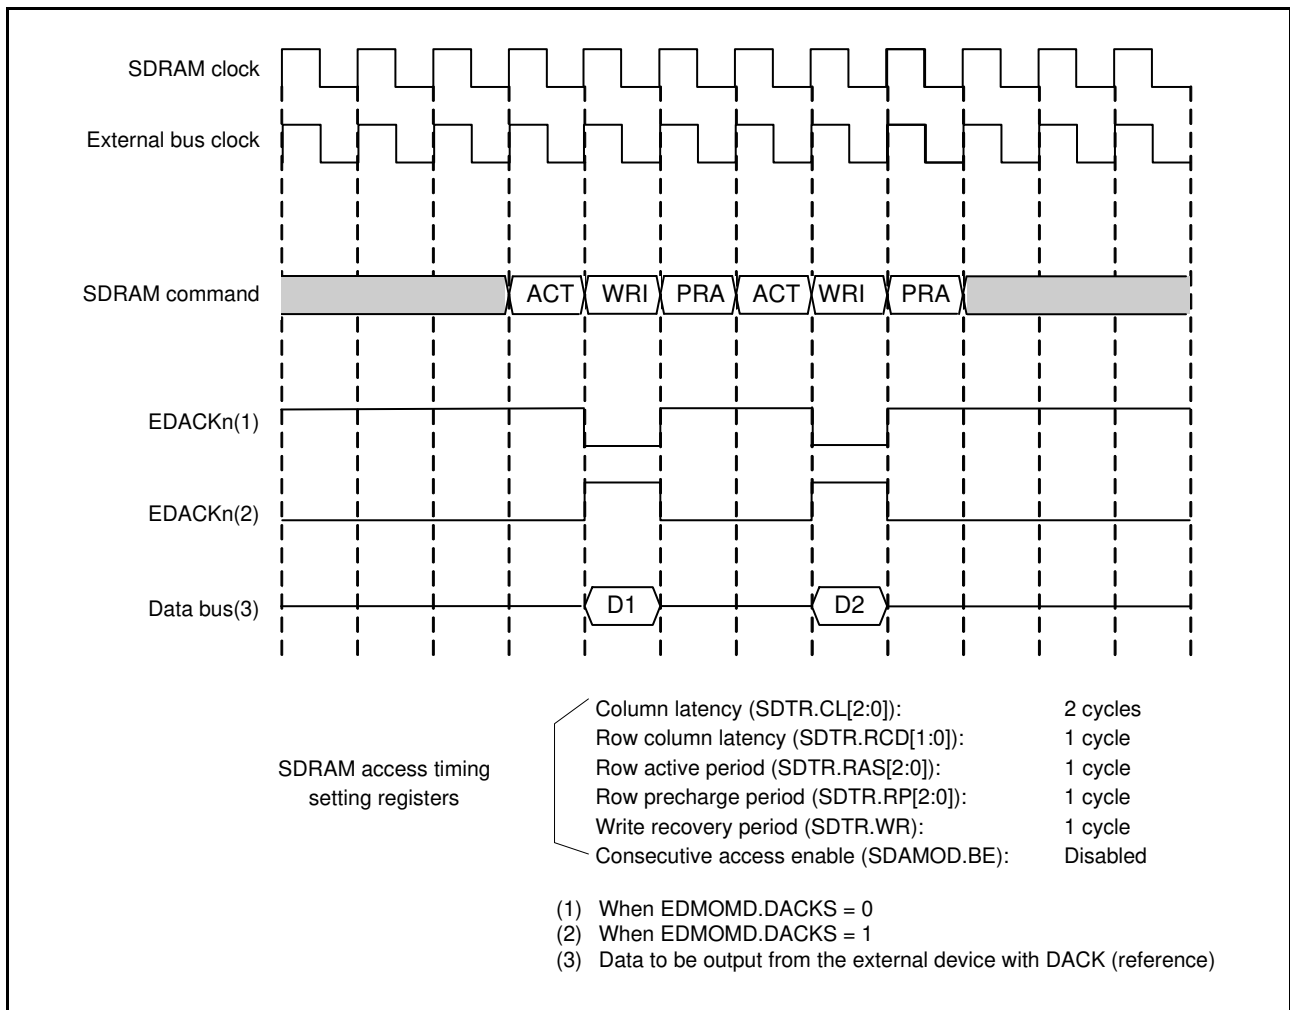 SDRAM clock
External bus clock
SDRAM command ACT WRI PRA ACT WRI PRA
EDACKn(1)
EDACKn(2)
Data bus(3) D1 D2
Column latency (SDTR.CL[2:0]): 2 cycles
Row column latency (SDTR.RCD[1:0]): 1 cycle
SDRAM access timing
setting registers
Row active period (SDTR.RAS[2:0]): 1 cycle
Row precharge period (SDTR.RP[2:0]): 1 cycle
Write recovery period (SDTR.WR): 1 cycle
Consecutive access enable (SDAMOD.BE): Disabled
(1) When EDMOMD.DACKS = 0
(2) When EDMOMD.DACKS = 1
(3) Data to be output from the external device with DACK (reference)